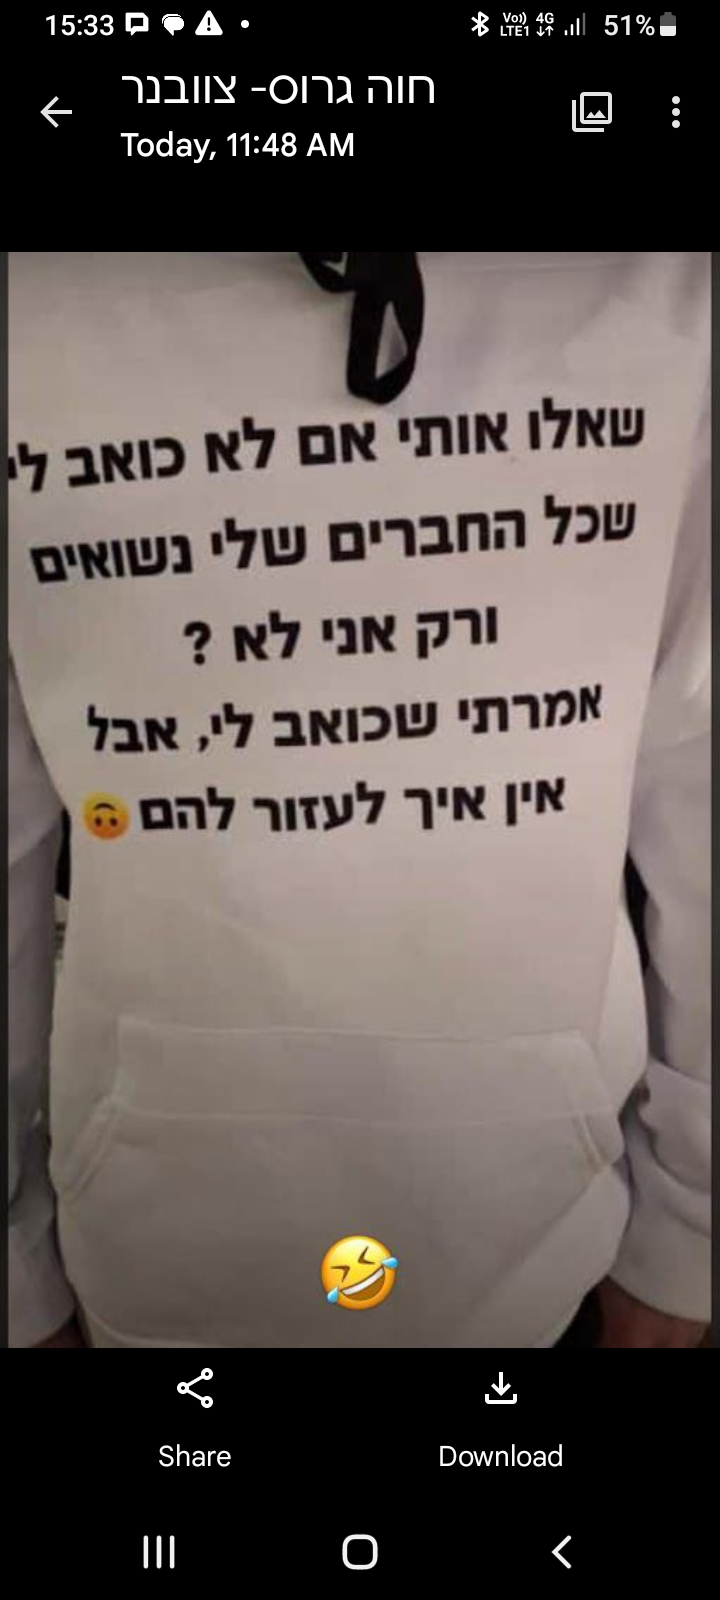 15:33
Vo)) 4G
LTE1
51%
חוה גרוס- צוובנר
Today, 11:48 AM
שאלו אותי אם לא כואב לי
שכל החברים שלי נשואים
ורק אני לא ?
אמרתי שכואב לי, אבל
אין איך לעזור להם 🙃
🤣
Share
Download